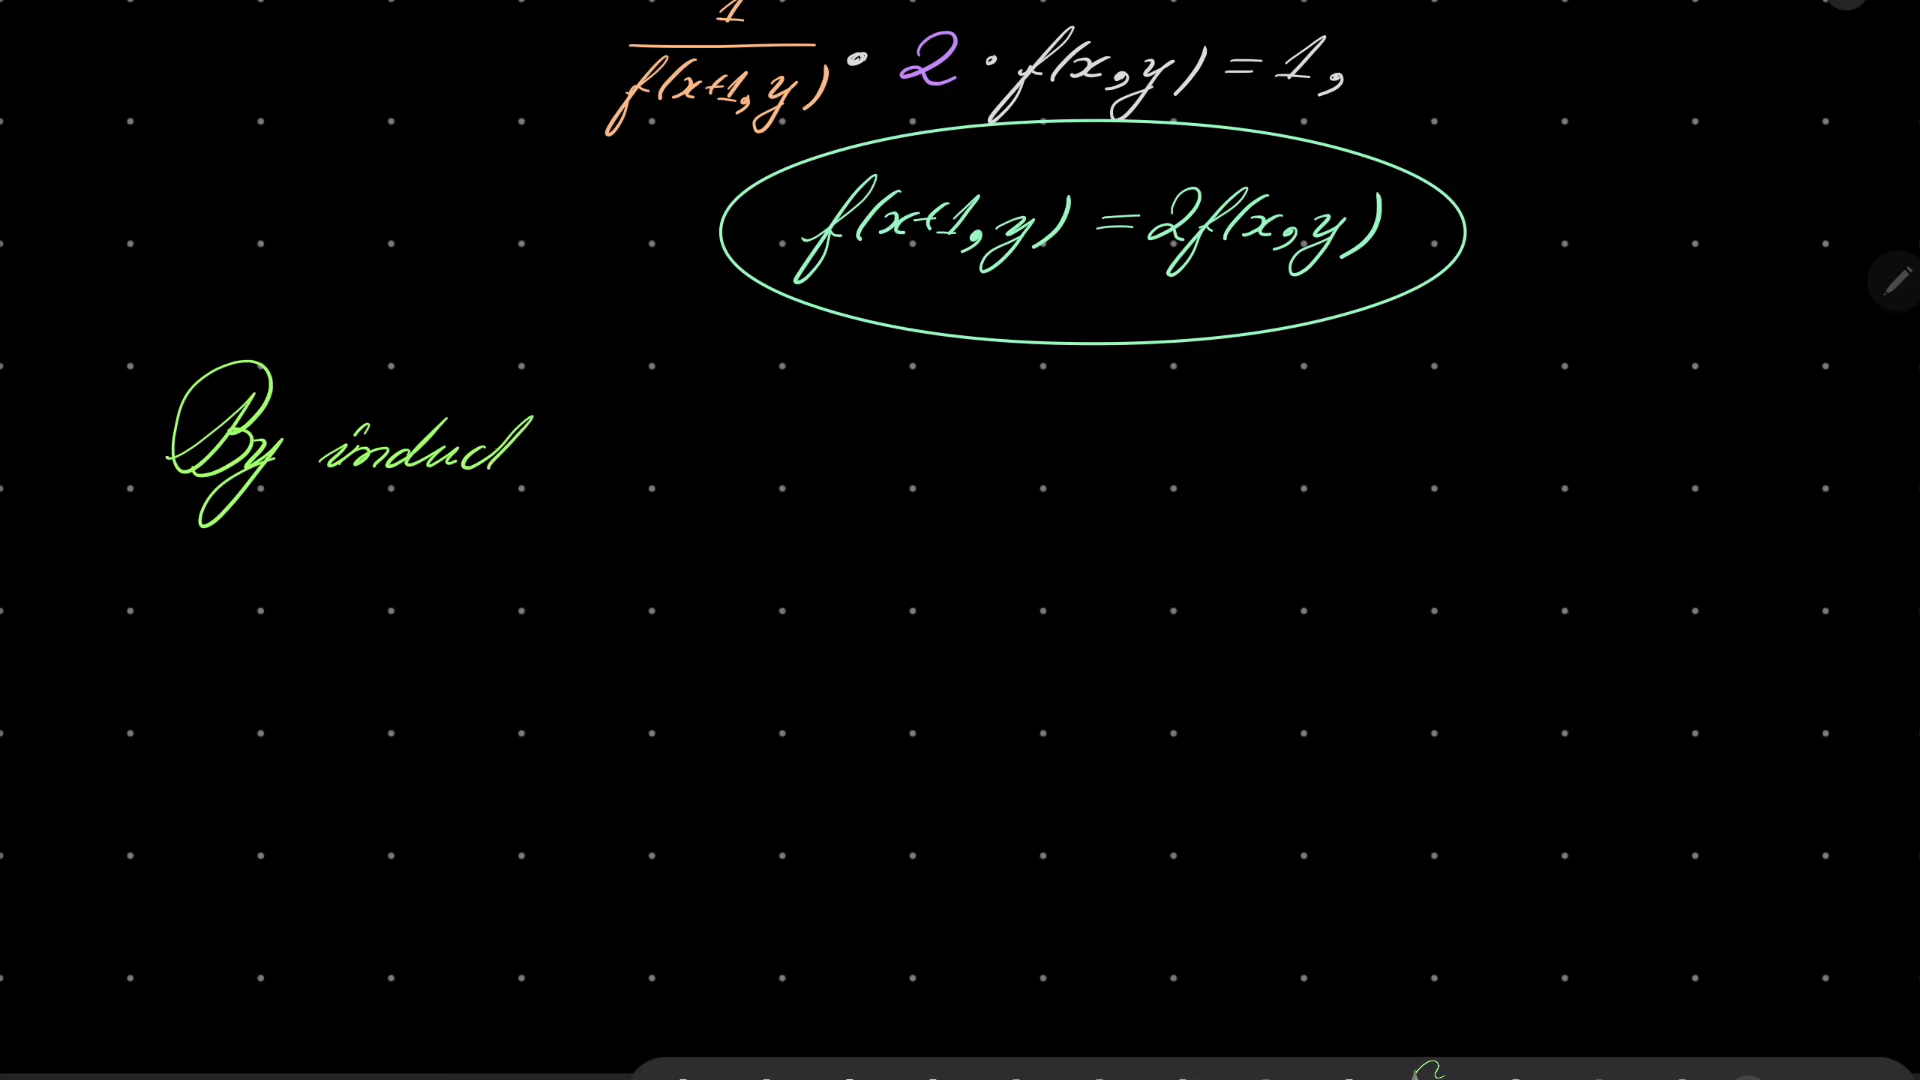 1/f(x+1,y) · 2 · f(x,y) = 1,
f(x+1,y) = 2f(x,y)
By induct